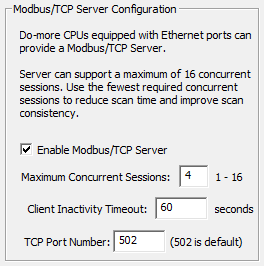 Modbus/TCP Server Configuration
Do-more CPUs equipped with Ethernet ports can
provide a Modbus/TCP Server.
Server can support a maximum of 16 concurrent
sessions. Use the fewest required concurrent
sessions to reduce scan time and improve scan
consistency.
Enable Modbus/TCP Server
Maximum Concurrent Sessions: 4 1 - 16
Client Inactivity Timeout: 60 seconds
TCP Port Number: 502 (502 is default)